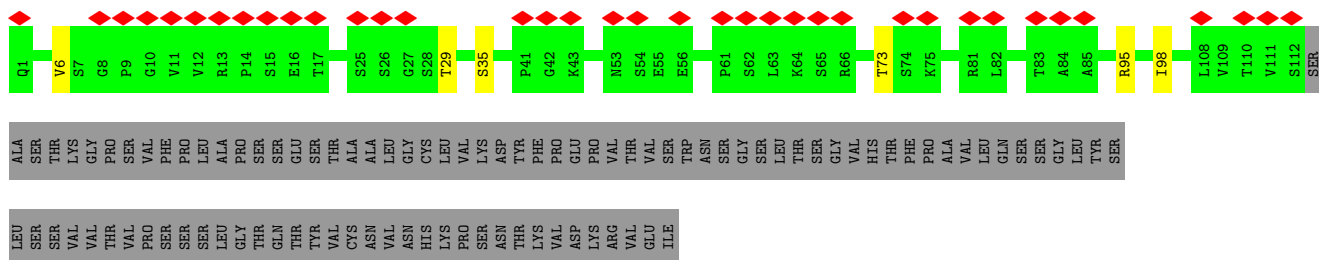 Q1 V6 S7 G8 P9 G10 V11 V12 R13 P14 S15 E16 T17 S25 S26 G27 S28 T29 S35 P41 G42 K43 N53 S54 E55 E56 P61 S62 L63 K64 S65 R66 T73 S74 K75 R81 L82 T83 A84 A85 R95 I98 L108 V109 T110 V111 S112 SER
ALA SER THR LYS GLY PRO SER VAL PHE PRO LEU ALA PRO SER SER GLU SER THR ALA ALA LEU GLY CYS LEU VAL LYS ASP TYR PHE PRO GLU PRO VAL THR VAL SER TRP ASN SER GLY SER LEU THR SER GLY VAL HIS THR PHE PRO ALA VAL LEU GLN SER SER GLY LEU TYR SER
LEU SER SER VAL VAL THR VAL PRO SER SER SER LEU GLY THR GLN THR TYR VAL CYS ASN VAL ASN HIS LYS PRO SER ASN THR LYS VAL ASP LYS ARG VAL GLU ILE